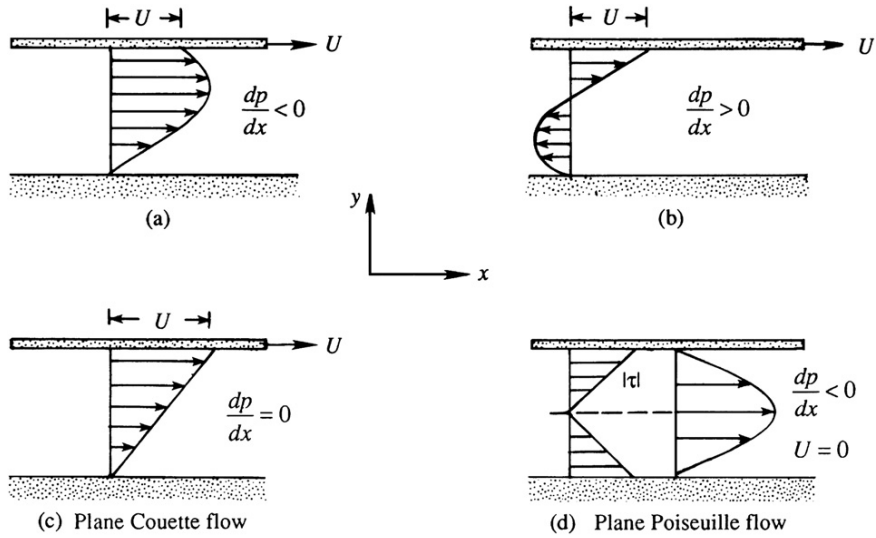 U
U
dp/dx < 0
(a)
U
U
dp/dx > 0
(b)
y
x
U
U
dp/dx = 0
(c) Plane Couette flow
|τ|
dp/dx < 0
U = 0
(d) Plane Poiseuille flow